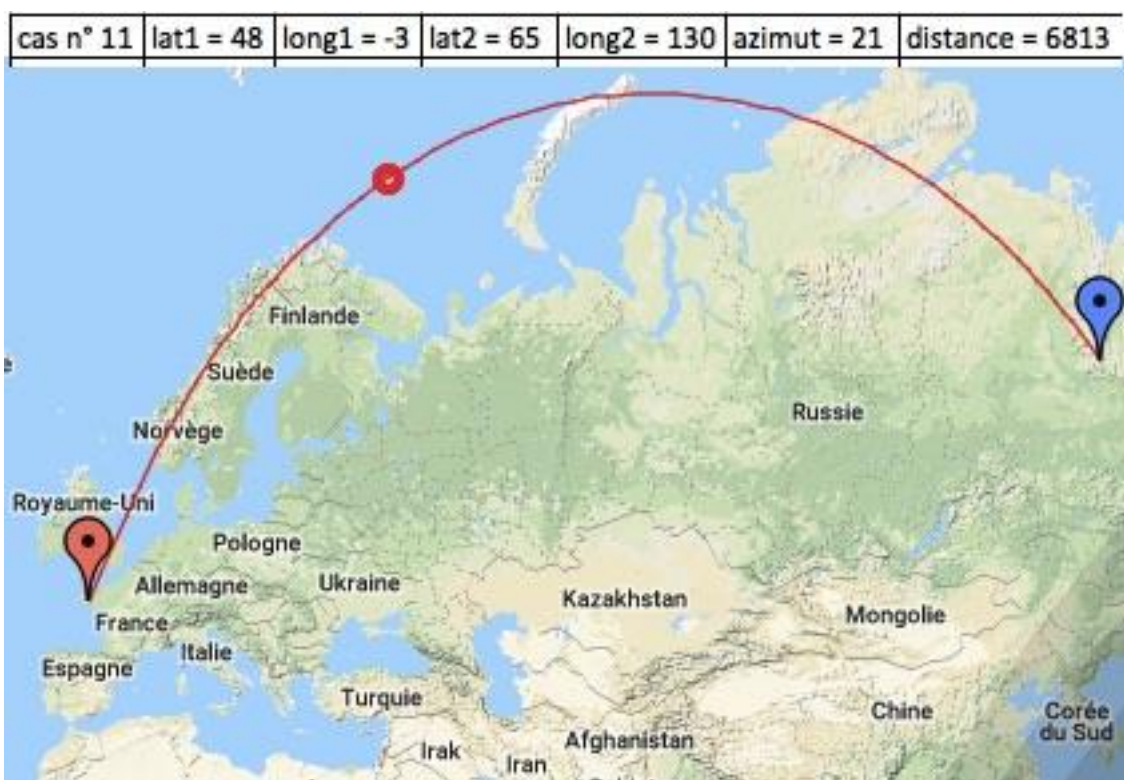 cas n° 11 lat1 = 48 long1 = -3 lat2 = 65 long2 = 130 azimut = 21 distance = 6813
Finlande
Suède
Russie
Norvège
Royaume-Uni
Pologne
Allemagne
Ukraine
Kazakhstan
Mongolie
France
Italie
Espagne
Turquie
Chine
Corée
du Sud
Irak
Afghanistan
Iran